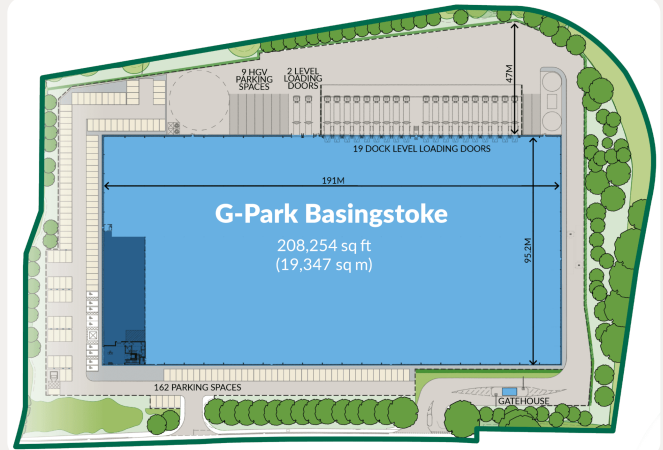 9 HGV
PARKING
SPACES
2 LEVEL
LOADING
DOORS
47M
19 DOCK LEVEL LOADING DOORS
191M
G-Park Basingstoke
208,254 sq ft
(19,347 sq m)
95.2M
162 PARKING SPACES
GATEHOUSE